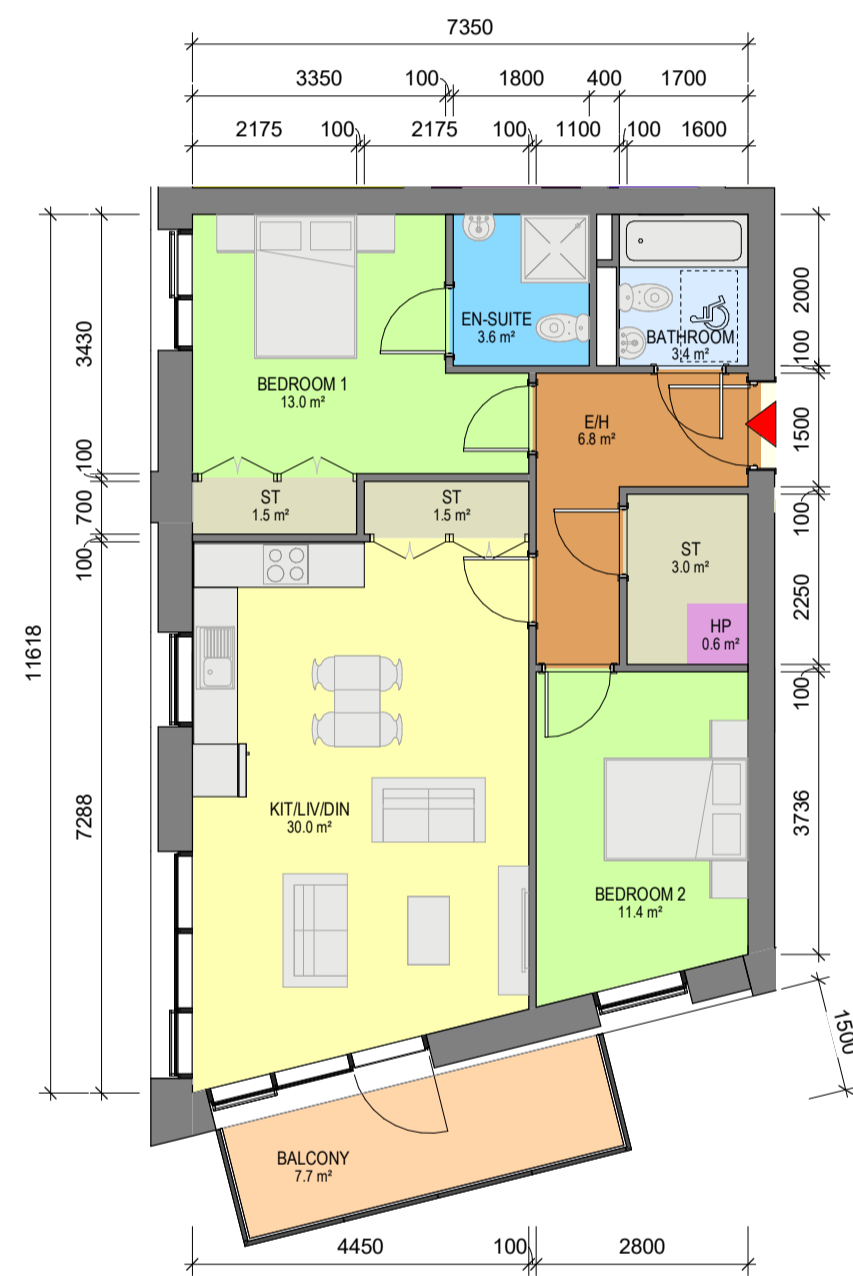 7350
3350 100 1800 400 1700
2175 100 2175 100 1100 100 1600
11618
3430
100
700
100
7288
2000
100
1500
100
2250
100
3736
1500
BEDROOM 1
13.0 m²
EN-SUITE
3.6 m²
BATHROOM
3.4 m²
E/H
6.8 m²
ST
1.5 m²
ST
1.5 m²
ST
3.0 m²
HP
0.6 m²
KIT/LIV/DIN
30.0 m²
BEDROOM 2
11.4 m²
BALCONY
7.7 m²
4450 100 2800